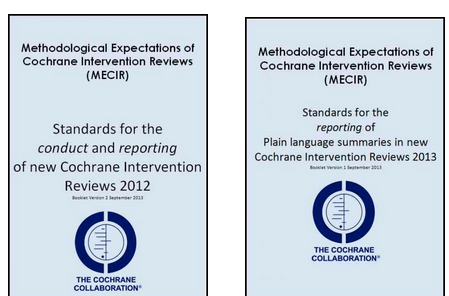 Methodological Expectations of
Cochrane Intervention Reviews
(MECIR)
Standards for the
conduct and reporting
of new Cochrane Intervention
Reviews 2012
Booklet Version 2 September 2013
THE COCHRANE
COLLABORATION®
Methodological Expectations of
Cochrane Intervention Reviews
(MECIR)
Standards for the
reporting of
Plain language summaries in new
Cochrane Intervention Reviews 2013
Booklet Version 1 September 2013
THE COCHRANE
COLLABORATION®